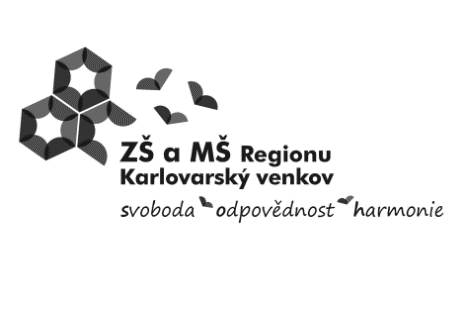 ZŠ a MŠ Regionu
Karlovarský venkov
svoboda odpovědnost harmonie